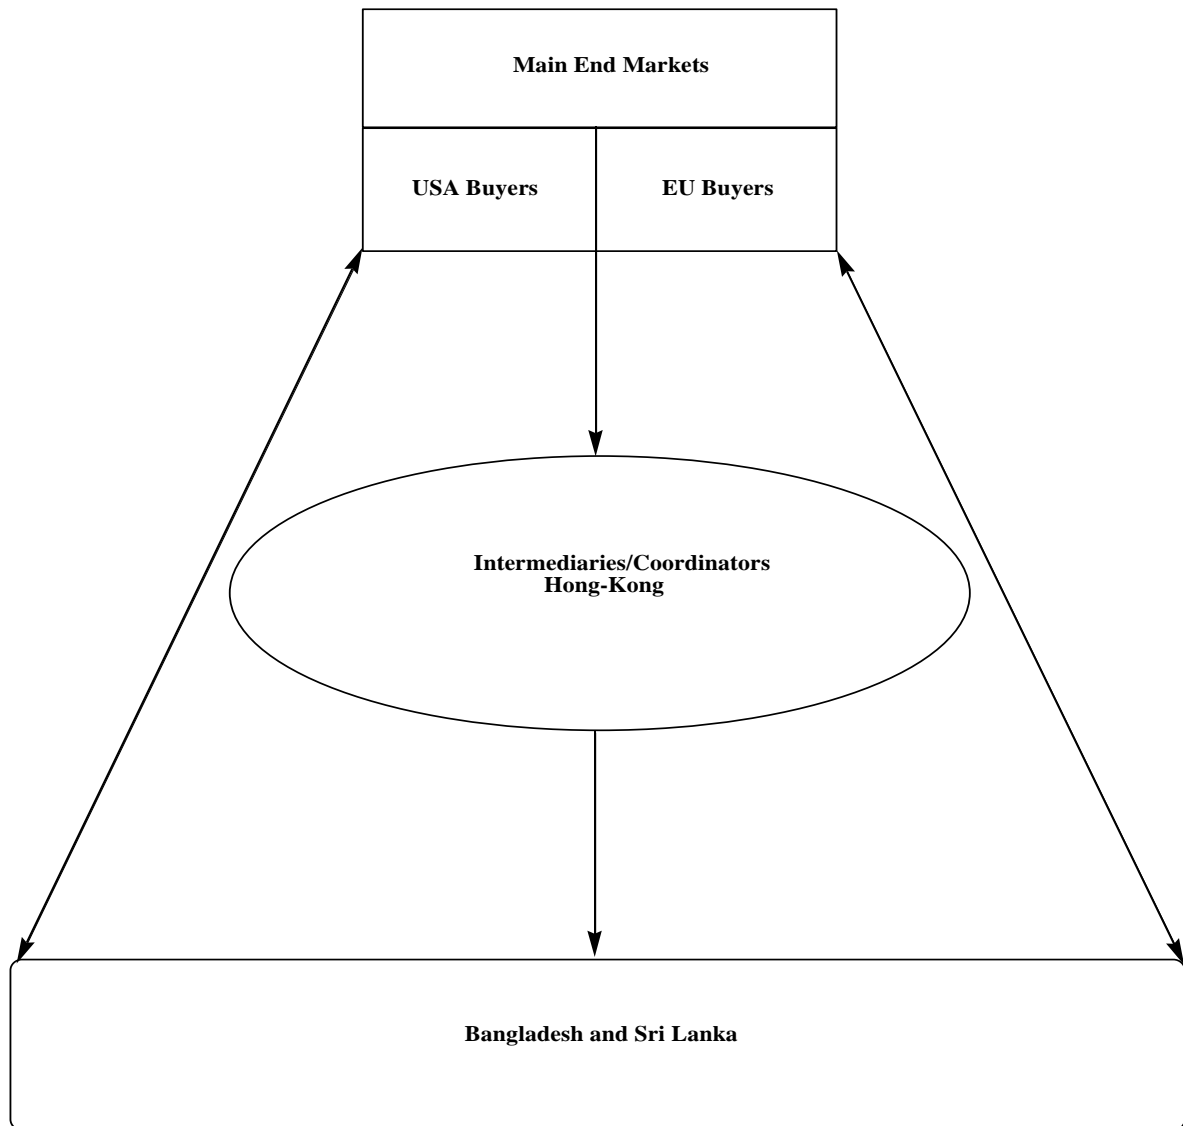 Main End Markets
USA Buyers
EU Buyers
Intermediaries/Coordinators
Hong-Kong
Bangladesh and Sri Lanka